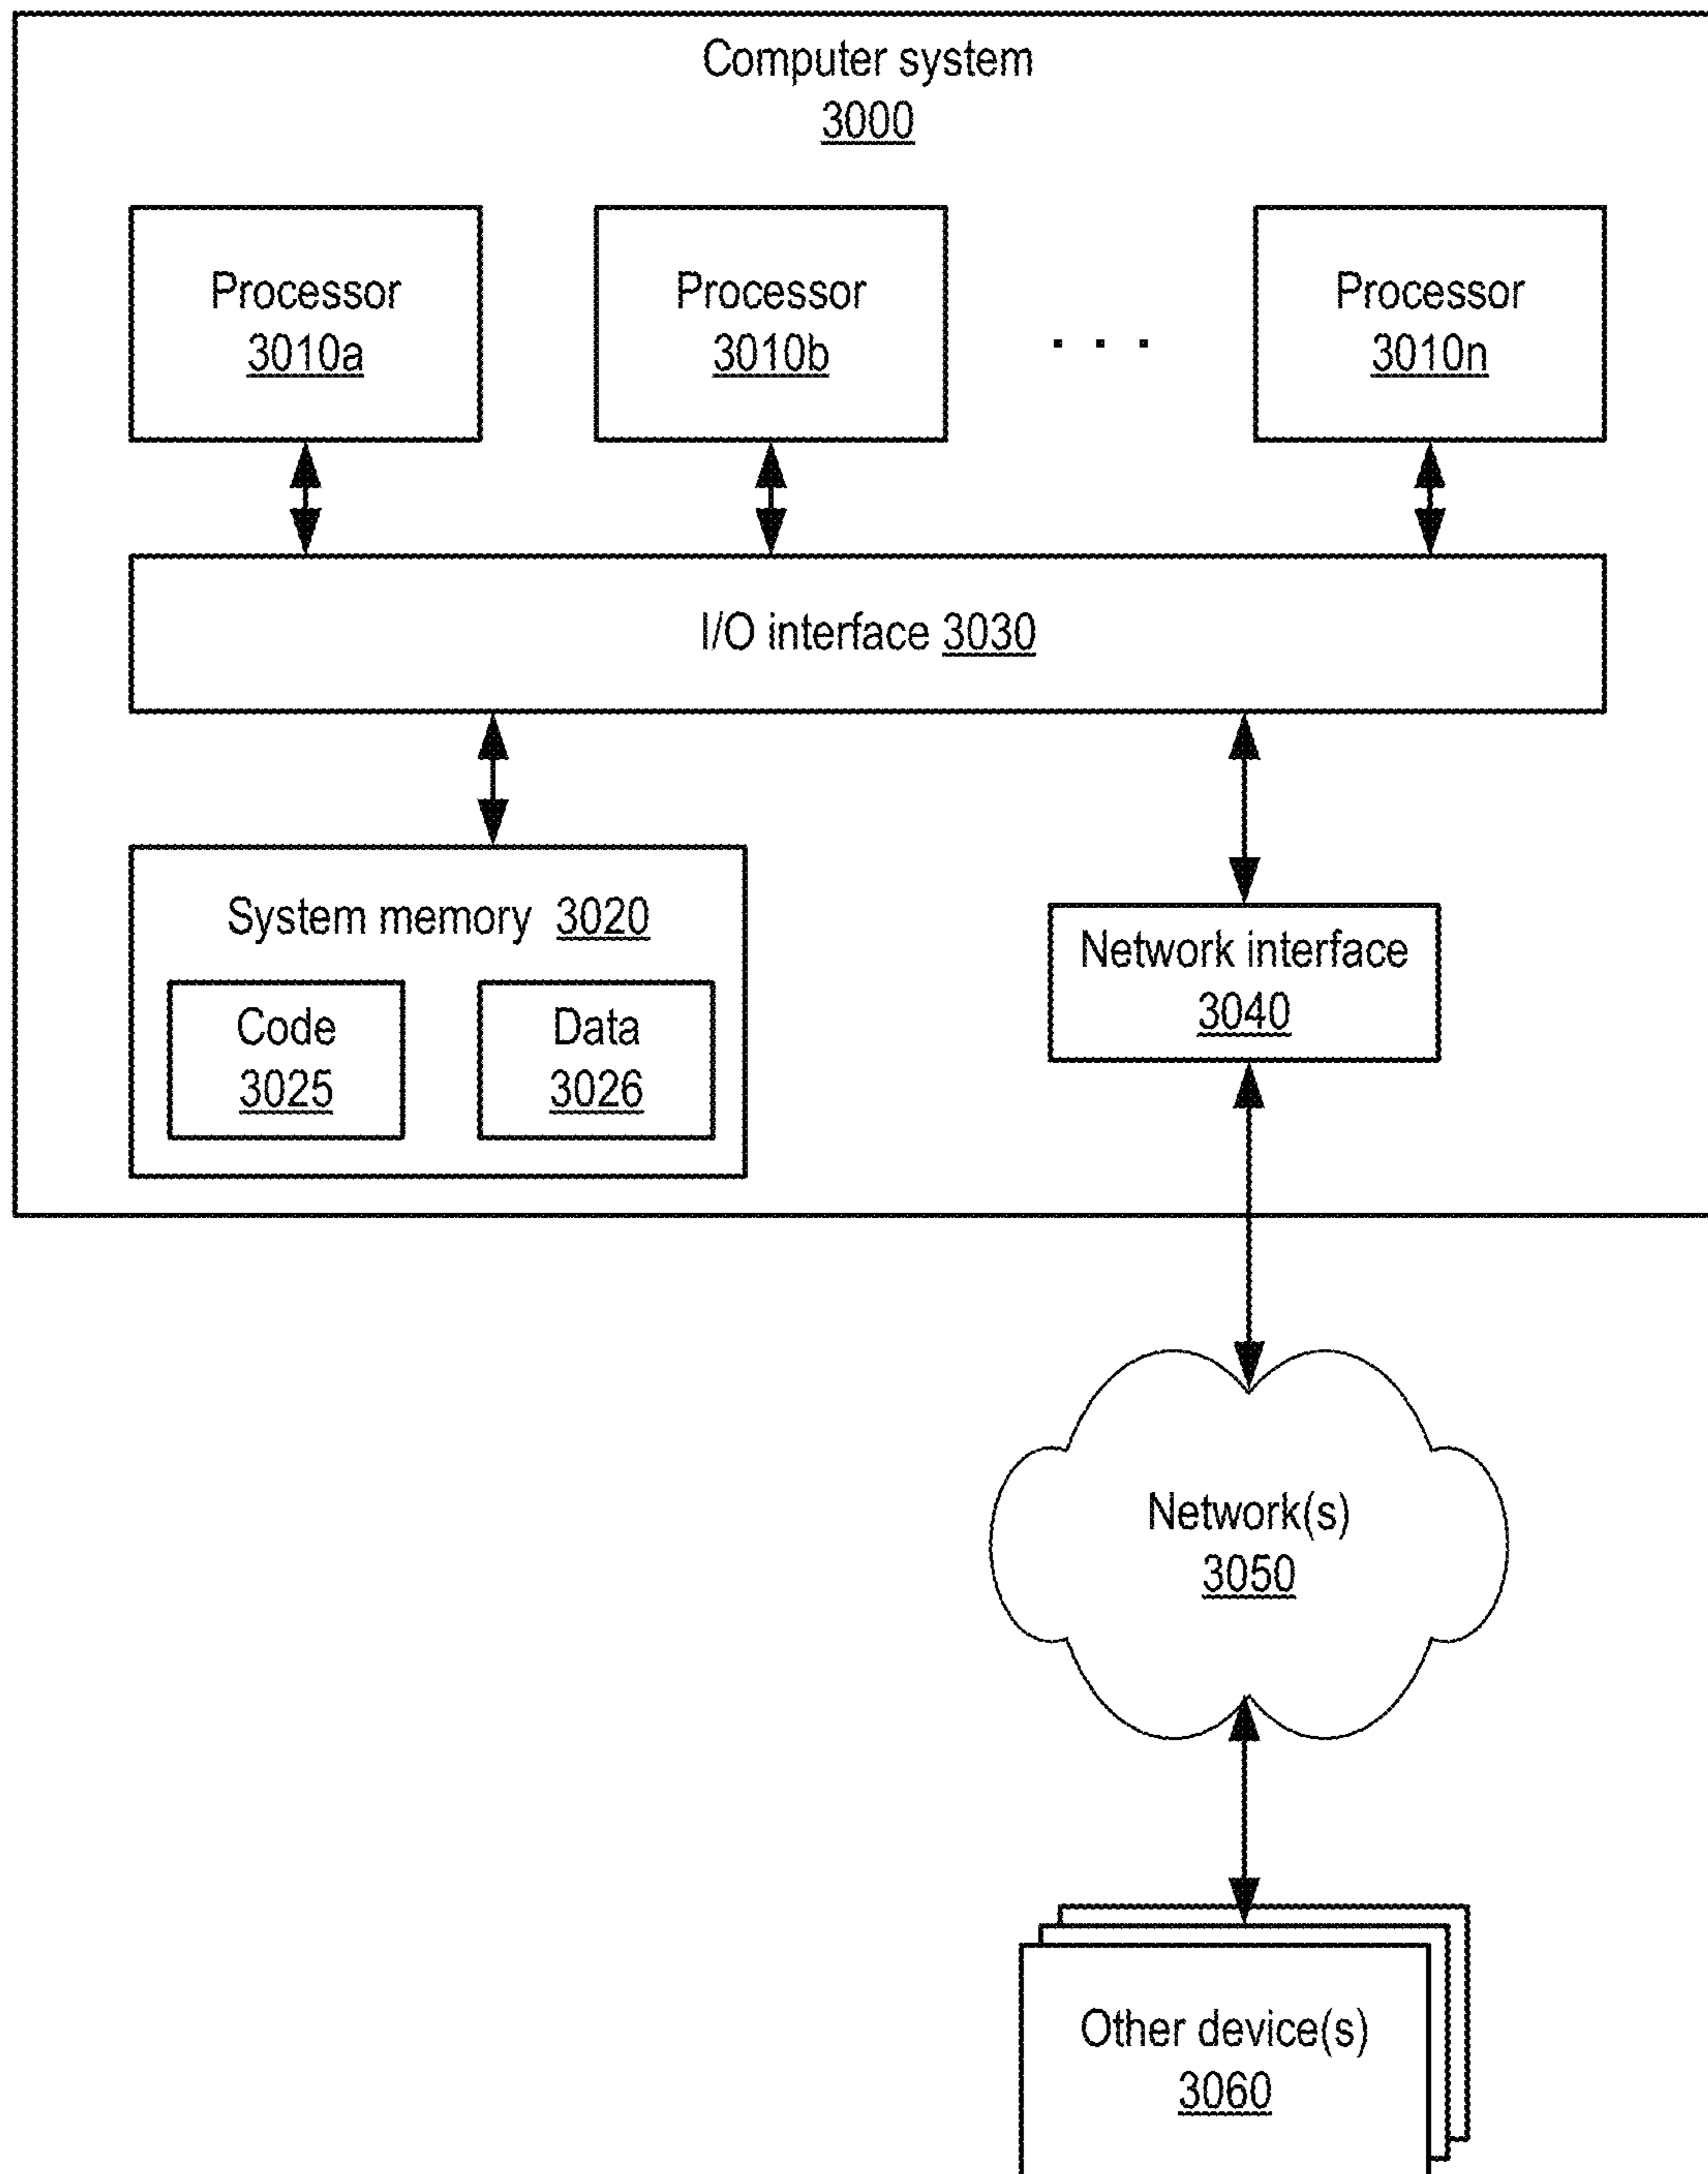 Computer system
3000
Processor
3010a
Processor
3010b
. . .
Processor
3010n
I/O interface 3030
System memory 3020
Code
3025
Data
3026
Network interface
3040
Network(s)
3050
Other device(s)
3060